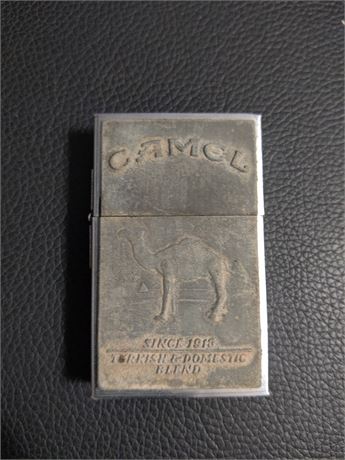 CAMEL
SINCE 1913
TURKISH & DOMESTIC
BLEND